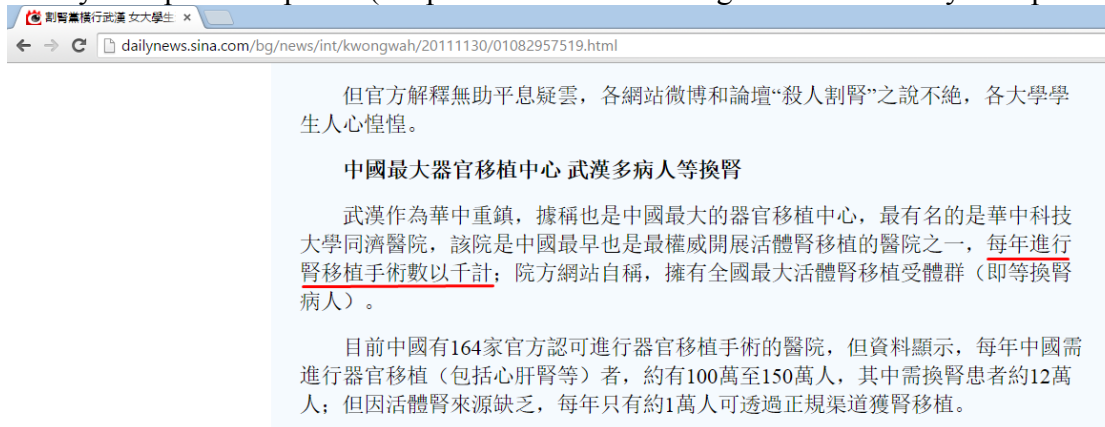 割腎黨橫行武漢 女大學生
dailynews.sina.com/bg/news/int/kwongwah/20111130/01082957519.html
但官方解釋無助平息疑雲，各網站微博和論壇“殺人割腎”之說不絶，各大學學
生人心惶惶。
中國最大器官移植中心 武漢多病人等換腎
武漢作為華中重鎮，據稱也是中國最大的器官移植中心，最有名的是華中科技
大學同濟醫院，該院是中國最早也是最權威開展活體腎移植的醫院之一，每年進行
腎移植手術數以千計；院方網站自稱，擁有全國最大活體腎移植受體群（即等換腎
病人）。
目前中國有164家官方認可進行器官移植手術的醫院，但資料顯示，每年中國需
進行器官移植（包括心肝腎等）者，約有100萬至150萬人，其中需換腎患者約12萬
人；但因活體腎來源缺乏，每年只有約1萬人可透過正規渠道獲腎移植。